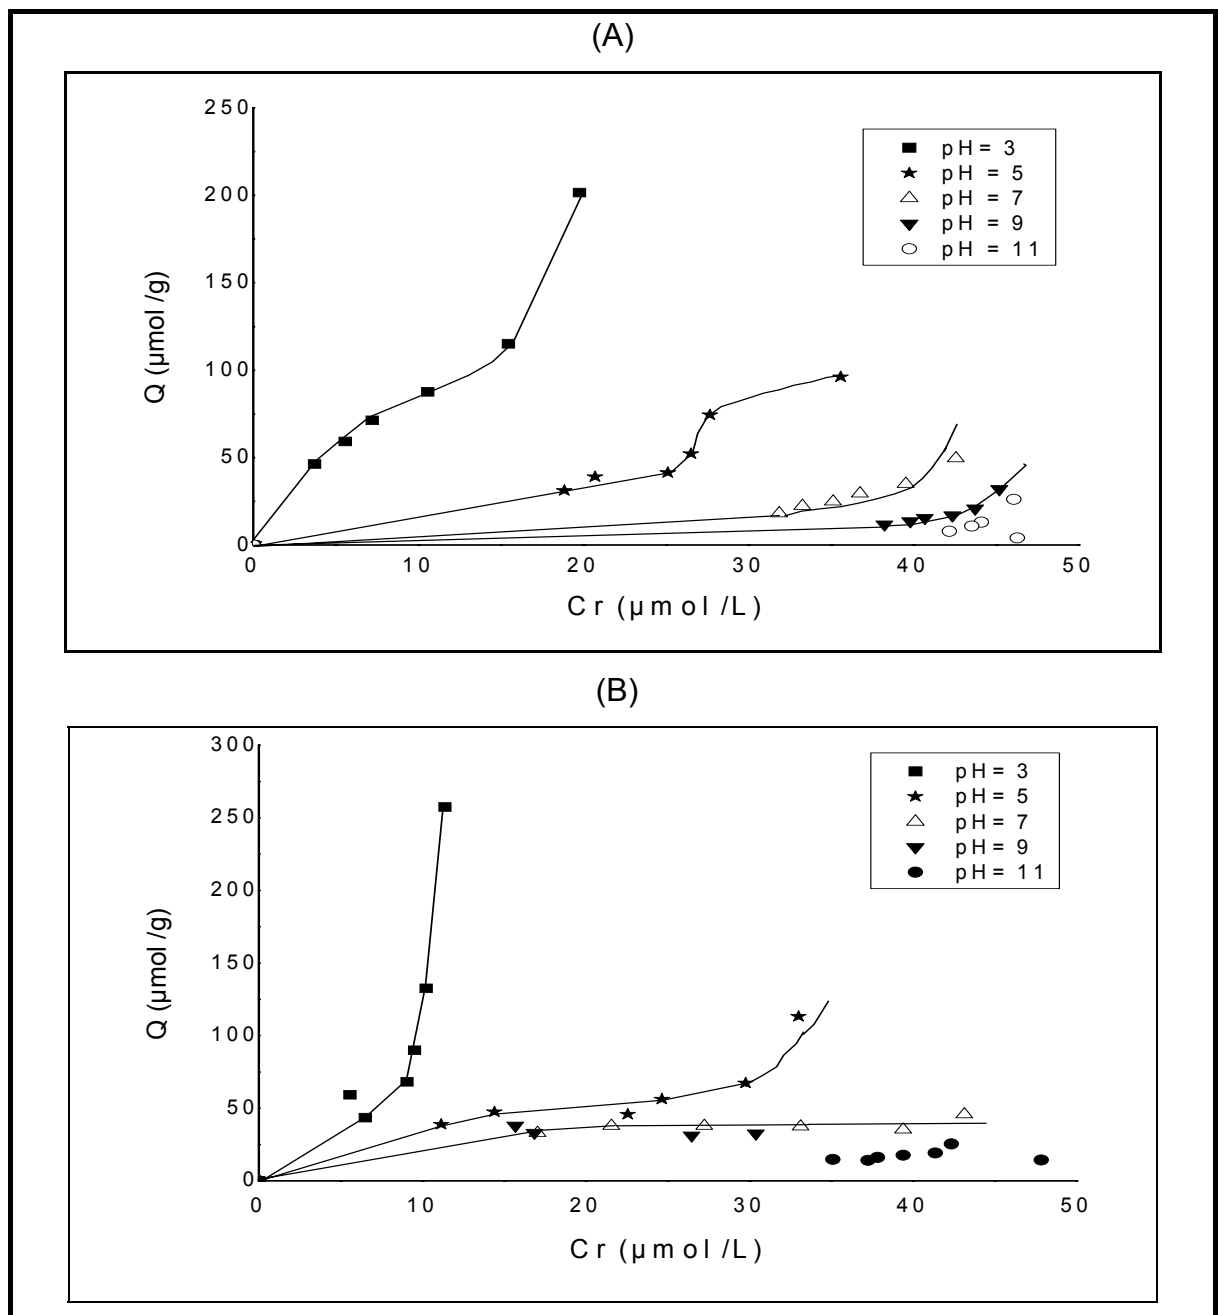 (A)
250
200
150
100
50
0
Q (µmol /g)
0 10 20 30 40 50
Cr (µmol /L)
pH = 3
pH = 5
pH = 7
pH = 9
pH = 11
(B)
300
250
200
150
100
50
0
Q (µmol /g)
0 10 20 30 40 50
Cr (µmol /L)
pH = 3
pH = 5
pH = 7
pH = 9
pH = 11